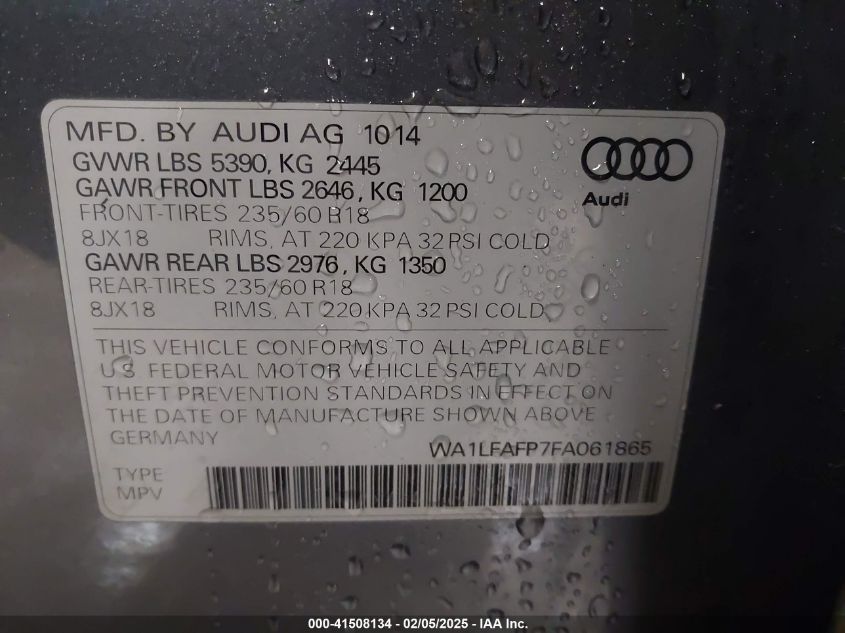 MFD. BY AUDI AG 1014
GVWR LBS 5390, KG 2445
GAWR FRONT LBS 2646, KG 1200
FRONT-TIRES 235/60 R18
8JX18 RIMS, AT 220 KPA 32 PSI COLD
GAWR REAR LBS 2976, KG 1350
REAR-TIRES 235/60 R18
8JX18 RIMS, AT 220 KPA 32 PSI COLD
Audi
THIS VEHICLE CONFORMS TO ALL APPLICABLE
U.S. FEDERAL MOTOR VEHICLE SAFETY AND
THEFT PREVENTION STANDARDS IN EFFECT ON
THE DATE OF MANUFACTURE SHOWN ABOVE
GERMANY
WA1LFAFP7FA061865
TYPE
MPV
000-41508134 - 02/05/2025 - IAA Inc.